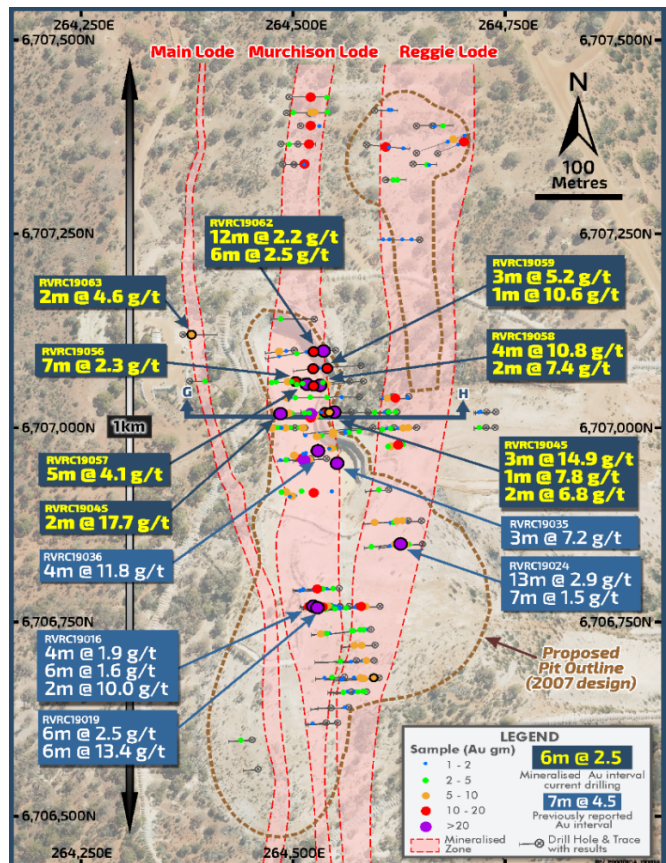 264,250E
264,500E
264,750E
6,707,500N
6,707,500N
Main Lode
Murchison Lode
Reggie Lode
N
100
Metres
6,707,250N
6,707,250N
RVRC19062
12m @ 2.2 g/t
6m @ 2.5 g/t
RVRC19059
3m @ 5.2 g/t
1m @ 10.6 g/t
RVRC19063
2m @ 4.6 g/t
RVRC19058
4m @ 10.8 g/t
2m @ 7.4 g/t
RVRC19056
7m @ 2.3 g/t
G
H
6,707,000N
1km
6,707,000N
RVRC19057
5m @ 4.1 g/t
RVRC19045
3m @ 14.9 g/t
1m @ 7.8 g/t
2m @ 6.8 g/t
RVRC19045
2m @ 17.7 g/t
RVRC19035
3m @ 7.2 g/t
RVRC19036
4m @ 11.8 g/t
RVRC19024
13m @ 2.9 g/t
7m @ 1.5 g/t
6,706,750N
6,706,750N
RVRC19016
4m @ 1.9 g/t
6m @ 1.6 g/t
2m @ 10.0 g/t
Proposed
Pit Outline
(2007 design)
RVRC19019
6m @ 2.5 g/t
6m @ 13.4 g/t
LEGEND
Sample (Au gm)
1 - 2
2 - 5
5 - 10
10 - 20
>20
Mineralised
Zone
6m @ 2.5
Mineralised Au interval
current drilling
7m @ 4.5
Previously reported
Au interval
Drill Hole & Trace
with results
6,706,500N
6,706,500N
264,250E
264,500E
264,750E